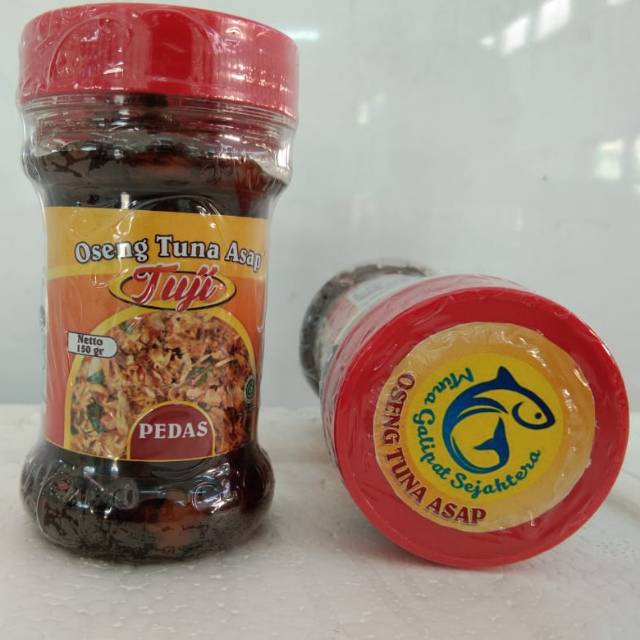 Oseng Tuna Asap
Tuji
Netto
150 gr
PEDAS
Mina Galipat Sejahtera
OSENG TUNA ASAP